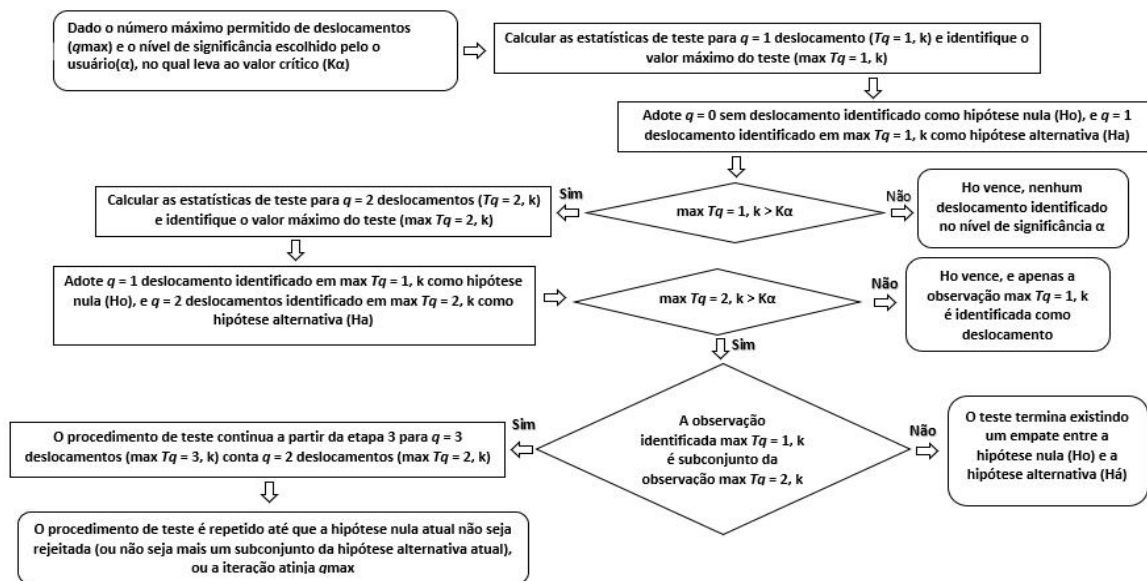 Dado o número máximo permitido de deslocamentos
(qmax) e o nível de significância escolhido pelo o
usuário(α), no qual leva ao valor crítico (Kα)
Calcular as estatísticas de teste para q = 1 deslocamento (Tq = 1, k) e identifique o
valor máximo do teste (max Tq = 1, k)
Adote q = 0 sem deslocamento identificado como hipótese nula (Ho), e q = 1
deslocamento identificado em max Tq = 1, k como hipótese alternativa (Ha)
max Tq = 1, k > Kα
Não
Ho vence, nenhum
deslocamento identificado
no nível de significância α
Sim
Calcular as estatísticas de teste para q = 2 deslocamentos (Tq = 2, k)
e identifique o valor máximo do teste (max Tq = 2, k)
Adote q = 1 deslocamento identificado em max Tq = 1, k como hipótese
nula (Ho), e q = 2 deslocamentos identificado em max Tq = 2, k como
hipótese alternativa (Ha)
max Tq = 2, k > Kα
Não
Ho vence, e apenas a
observação max Tq = 1, k
é identificada como
deslocamento
Sim
A observação
identificada max Tq = 1, k
é subconjunto da
observação max Tq = 2, k
Não
O teste termina existindo
um empate entre a
hipótese nula (Ho) e a
hipótese alternativa (Há)
Sim
O procedimento de teste continua a partir da etapa 3 para q = 3
deslocamentos (max Tq = 3, k) conta q = 2 deslocamentos (max Tq = 2, k)
O procedimento de teste é repetido até que a hipótese nula atual não seja
rejeitada (ou não seja mais um subconjunto da hipótese alternativa atual),
ou a iteração atinja qmax